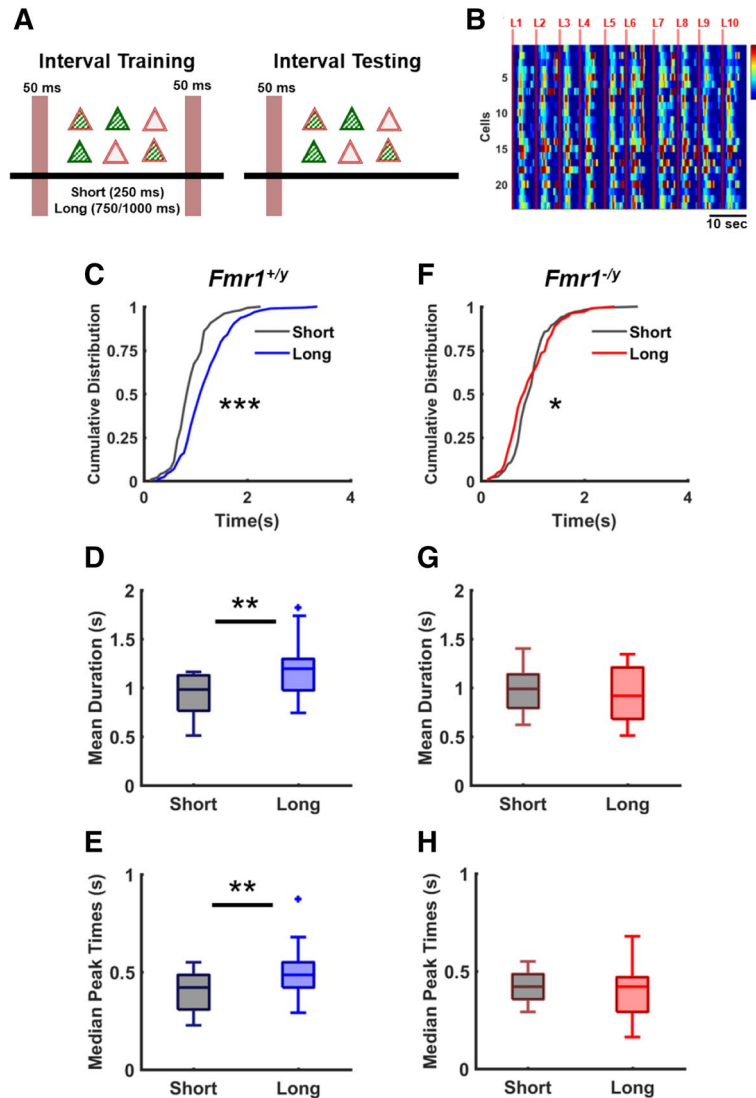 A
Interval Training
Interval Testing
50 ms
50 ms
50 ms
Short (250 ms)
Long (750/1000 ms)
B
L1 L2 L3 L4 L5 L6 L7 L8 L9 L10
Cells
5
10
15
20
10 sec
C
Fmr1+/y
Cumulative Distribution
1
0.75
0.5
0.25
0
Short
Long
***
0 2 4
Time(s)
F
Fmr1-/y
Cumulative Distribution
1
0.75
0.5
0.25
0
Short
Long
*
0 2 4
Time(s)
D
Mean Duration (s)
2
1.5
1
0.5
0
**
Short Long
G
Mean Duration (s)
2
1.5
1
0.5
0
Short Long
E
Median Peak Times (s)
1
0.5
0
**
Short Long
H
Median Peak Times (s)
1
0.5
0
Short Long